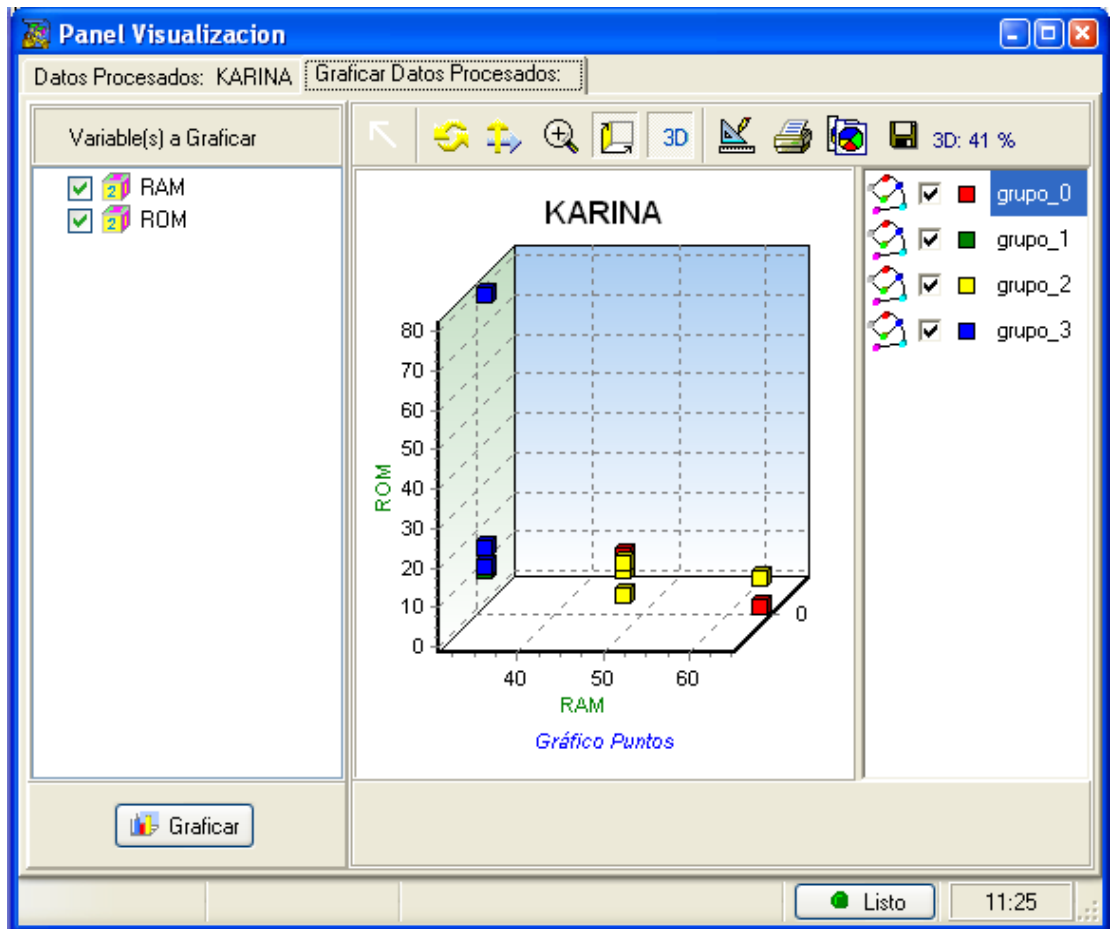 Panel Visualizacion
Datos Procesados: KARINA
Graficar Datos Procesados:
Variable(s) a Graficar
3D
3D: 41 %
2 RAM
2 ROM
KARINA
grupo_0
grupo_1
grupo_2
grupo_3
80
70
60
50
40
30
20
10
0
ROM
0
40 50 60
RAM
Gráfico Puntos
Graficar
Listo
11:25